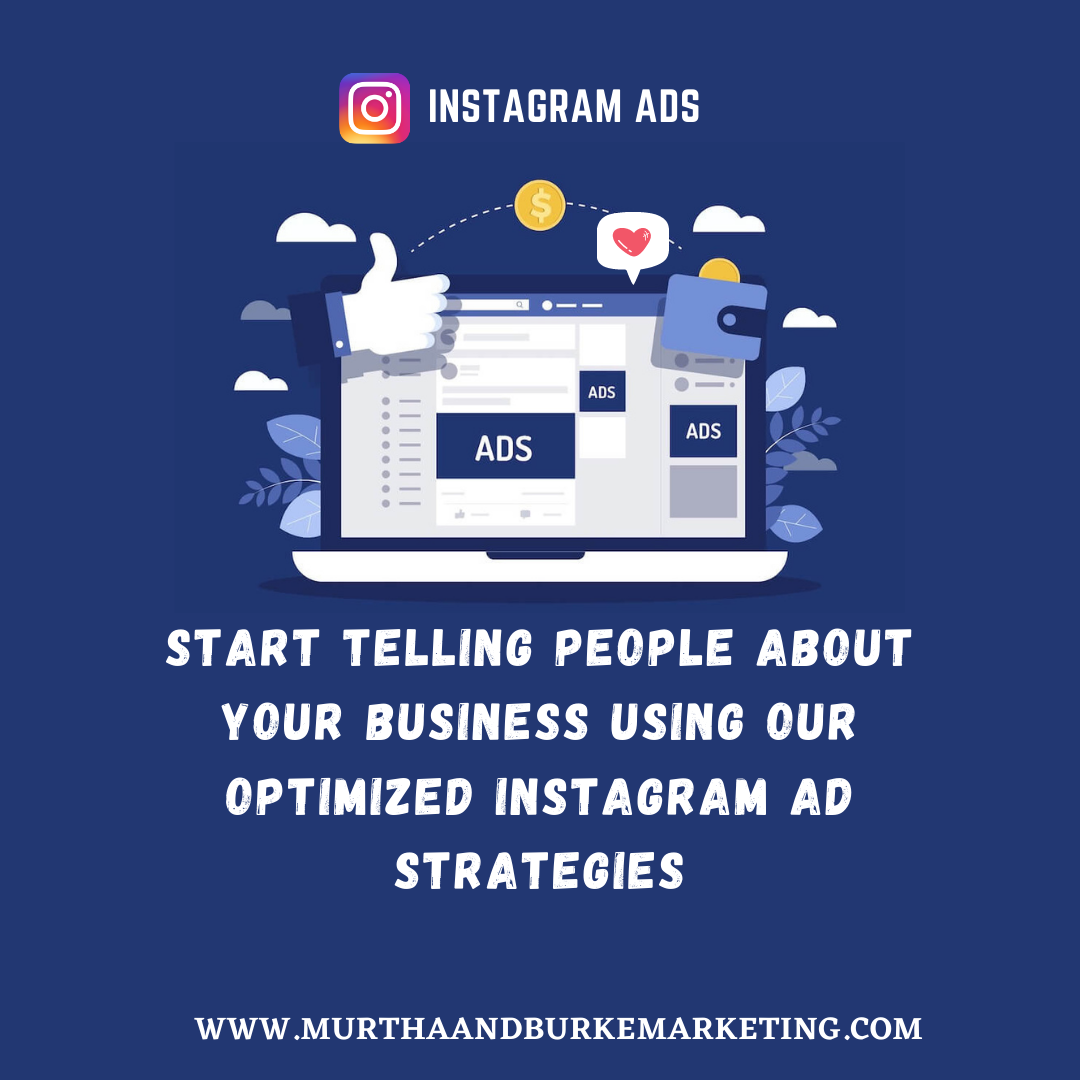 INSTAGRAM ADS
ADS
ADS
ADS
START TELLING PEOPLE ABOUT
YOUR BUSINESS USING OUR
OPTIMIZED INSTAGRAM AD
STRATEGIES
WWW.MURTHAANDBURKEMARKETING.COM